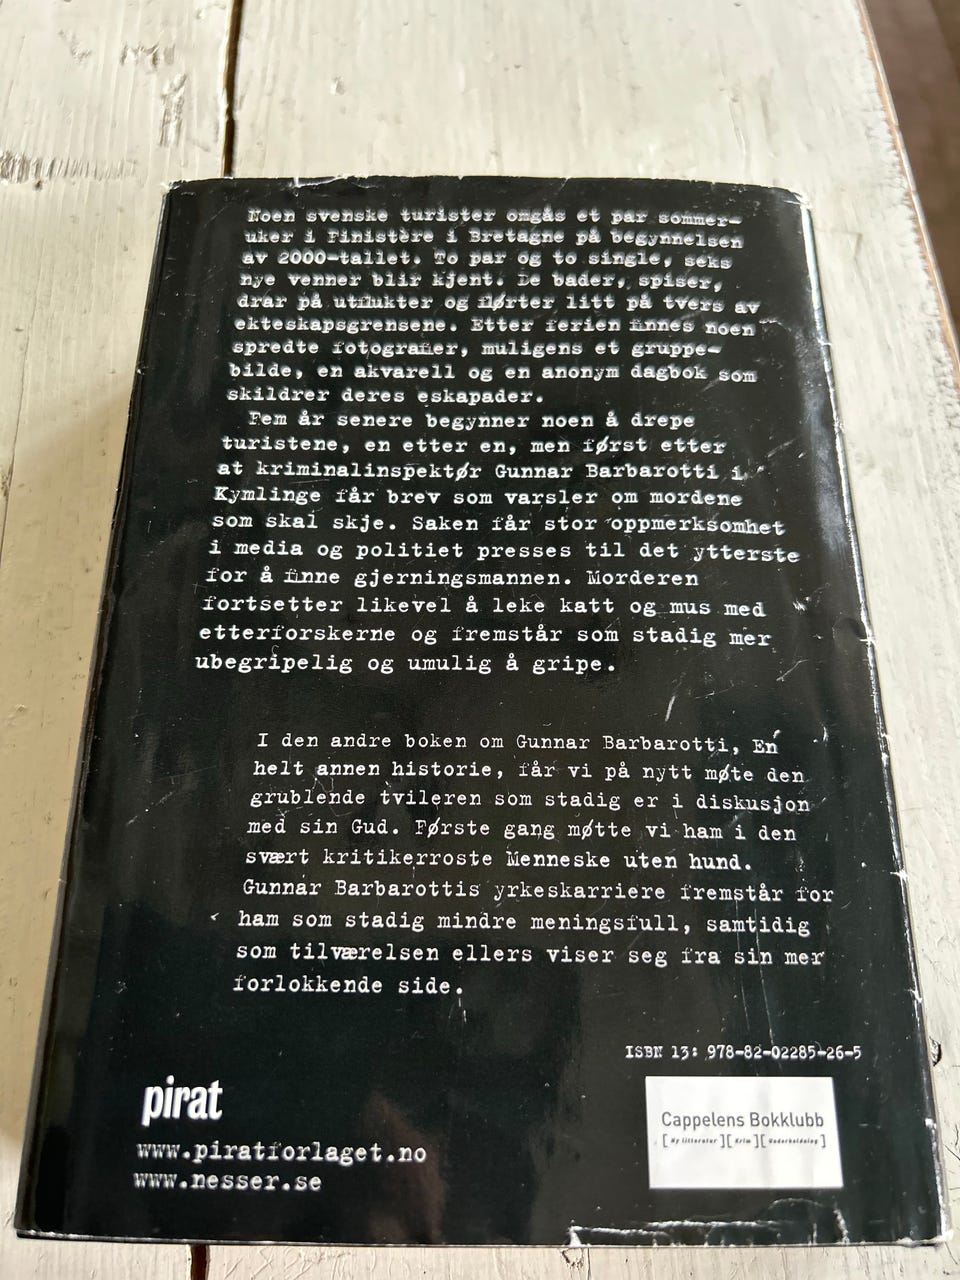 Noen svenske turister omgås et par sommer-
uker i Finistère i Bretagne på begynnelsen
av 2000-tallet. To par og to single, seks
nye venner blir kjent. De bader, spiser,
drar på utflukter og flørter litt på tvers av
ekteskapsgrensene. Etter ferien finnes noen
spredte fotografier, muligens et gruppe-
bilde, en akvarell og en anonym dagbok som
skildrer deres eskapader.
Fem år senere begynner noen å drepe
turistene, en etter en, men først etter
at kriminalinspektør Gunnar Barbarotti i
Kymlinge får brev som varsler om mordene
som skal skje. Saken får stor oppmerksomhet
i media og politiet presses til det ytterste
for å finne gjerningsmannen. Morderen
fortsetter likevel å leke katt og mus med
etterforskerne og fremstår som stadig mer
ubegripelig og umulig å gripe.
I den andre boken om Gunnar Barbarotti, En
helt annen historie, får vi på nytt møte den
grublende tvileren som stadig er i diskusjon
med sin Gud. Første gang møtte vi ham i den
svært kritikerroste Menneske uten hund.
Gunnar Barbarottis yrkeskarriere fremstår for
ham som stadig mindre meningsfull, samtidig
som tilværelsen ellers viser seg fra sin mer
forlokkende side.
ISBN 13: 978-82-02285-26-5
pirat
Cappelens Bokklubb
[ Ny litteratur ][ Krim ][ Underholdning ]
www.piratforlaget.no
www.nesser.se